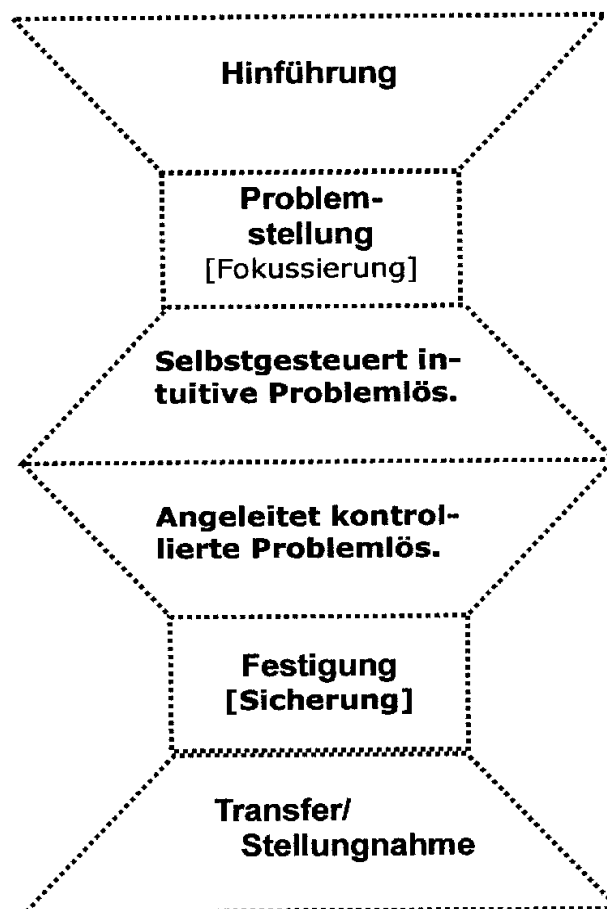 Hinführung
Problem-
stellung
[Fokussierung]
Selbstgesteuert in-
tuitive Problemlös.
Angeleitet kontrol-
lierte Problemlös.
Festigung
[Sicherung]
Transfer/
Stellungnahme